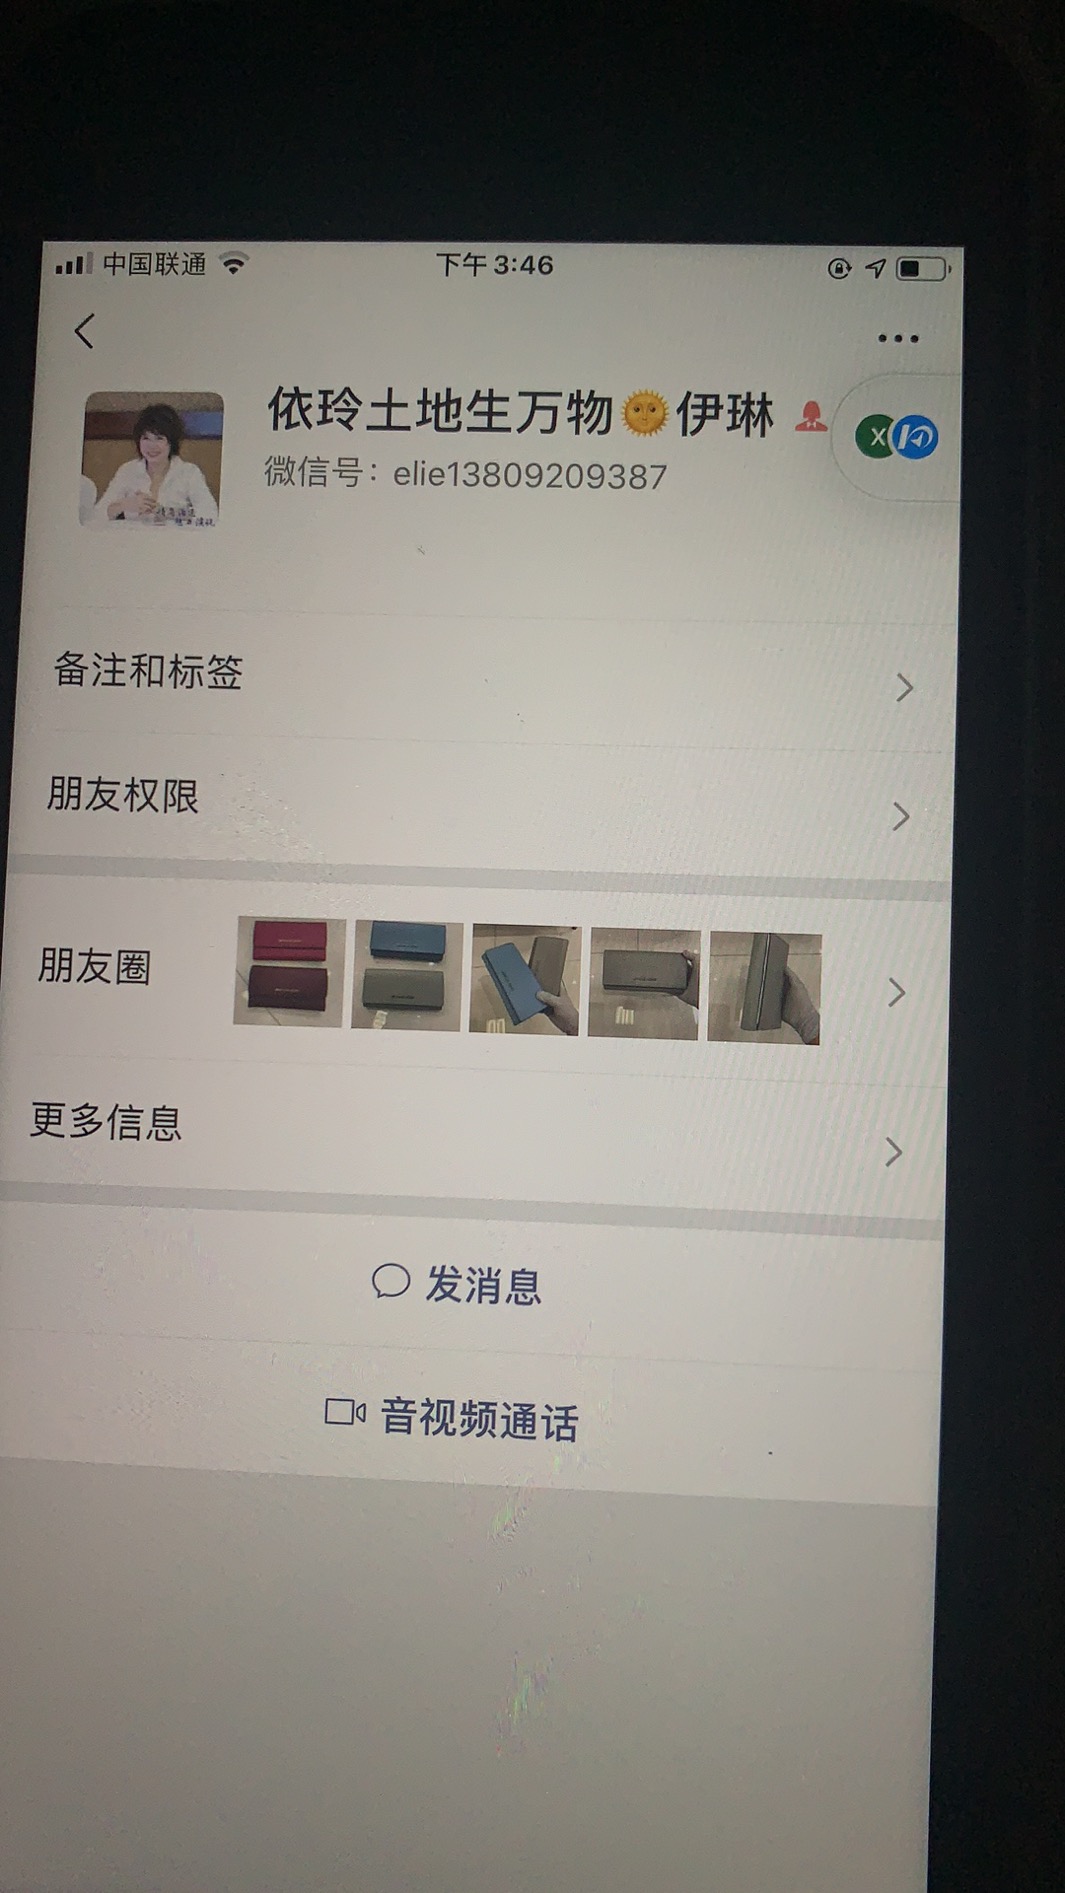 中国联通
下午3:46
依玲土地生万物🌞伊琳
微信号：elie13809209387
备注和标签
朋友权限
朋友圈
更多信息
发消息
音视频通话